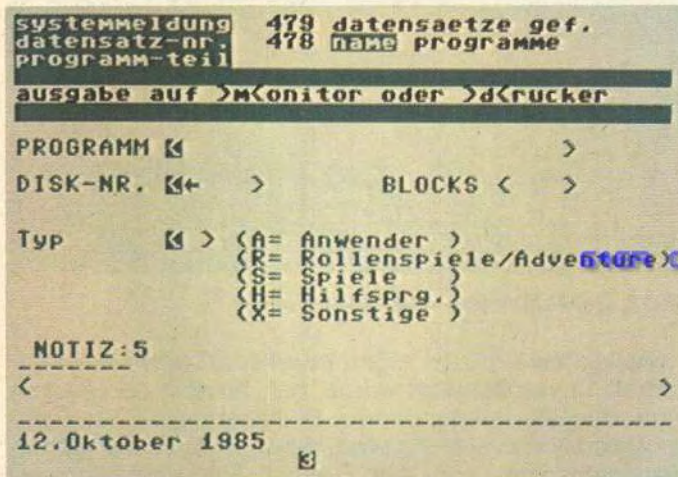 systemmeldung 479 datensaetze gef.
datensatz-nr. 478 name programme
programm-teil
ausgabe auf >m<onitor oder >d<rucker
PROGRAMM < >
DISK-NR. <← > BLOCKS < >
Typ < > (A= Anwender )
(R= Rollenspiele/Adventure)
(S= Spiele )
(H= Hilfsprg.)
(X= Sonstige )
NOTIZ:5
< >
12.Oktober 1985
3